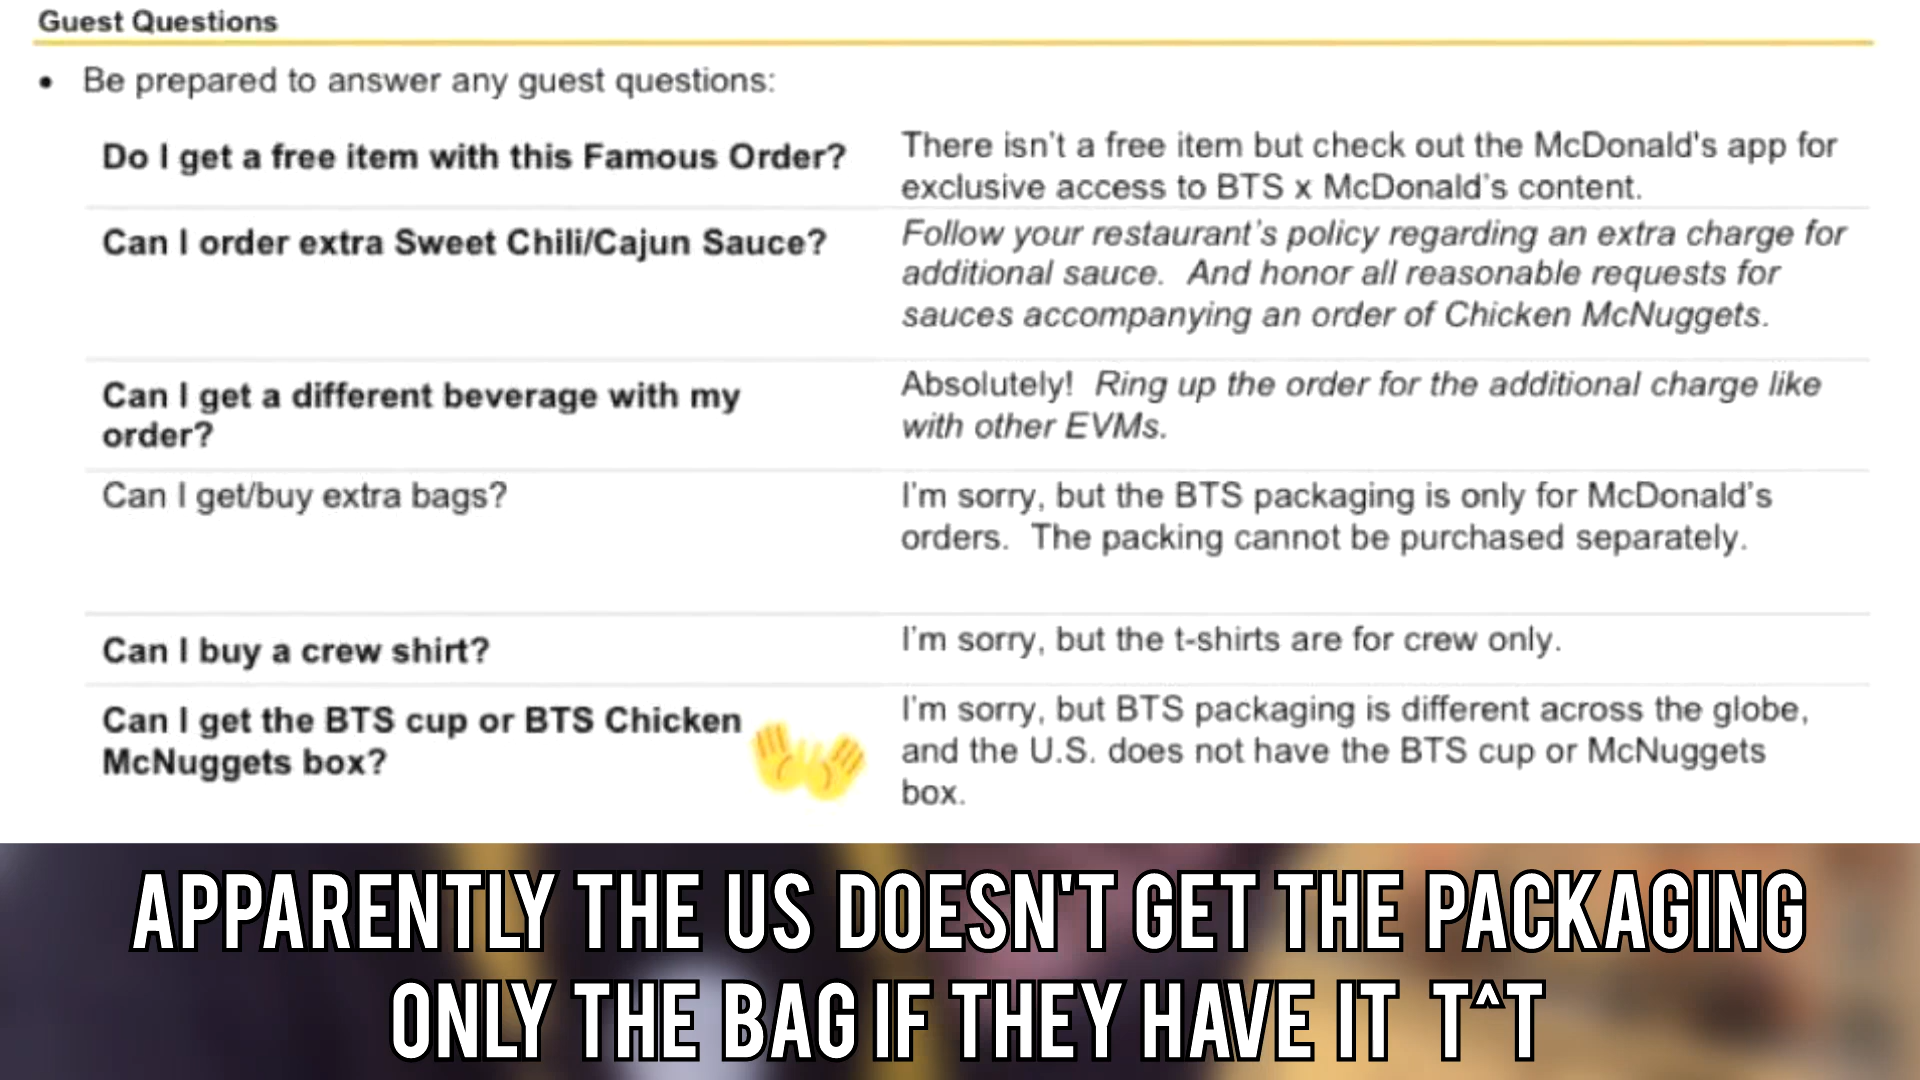 Guest Questions
• Be prepared to answer any guest questions:
Do I get a free item with this Famous Order?
There isn't a free item but check out the McDonald's app for
exclusive access to BTS x McDonald's content.
Can I order extra Sweet Chili/Cajun Sauce?
Follow your restaurant's policy regarding an extra charge for
additional sauce.  And honor all reasonable requests for
sauces accompanying an order of Chicken McNuggets.
Can I get a different beverage with my
order?
Absolutely!  Ring up the order for the additional charge like
with other EVMs.
Can I get/buy extra bags?
I'm sorry, but the BTS packaging is only for McDonald's
orders.  The packing cannot be purchased separately.
Can I buy a crew shirt?
I'm sorry, but the t-shirts are for crew only.
Can I get the BTS cup or BTS Chicken
McNuggets box?
I'm sorry, but BTS packaging is different across the globe,
and the U.S. does not have the BTS cup or McNuggets
box.
APPARENTLY THE US DOESN'T GET THE PACKAGING
ONLY THE BAG IF THEY HAVE IT  T^T